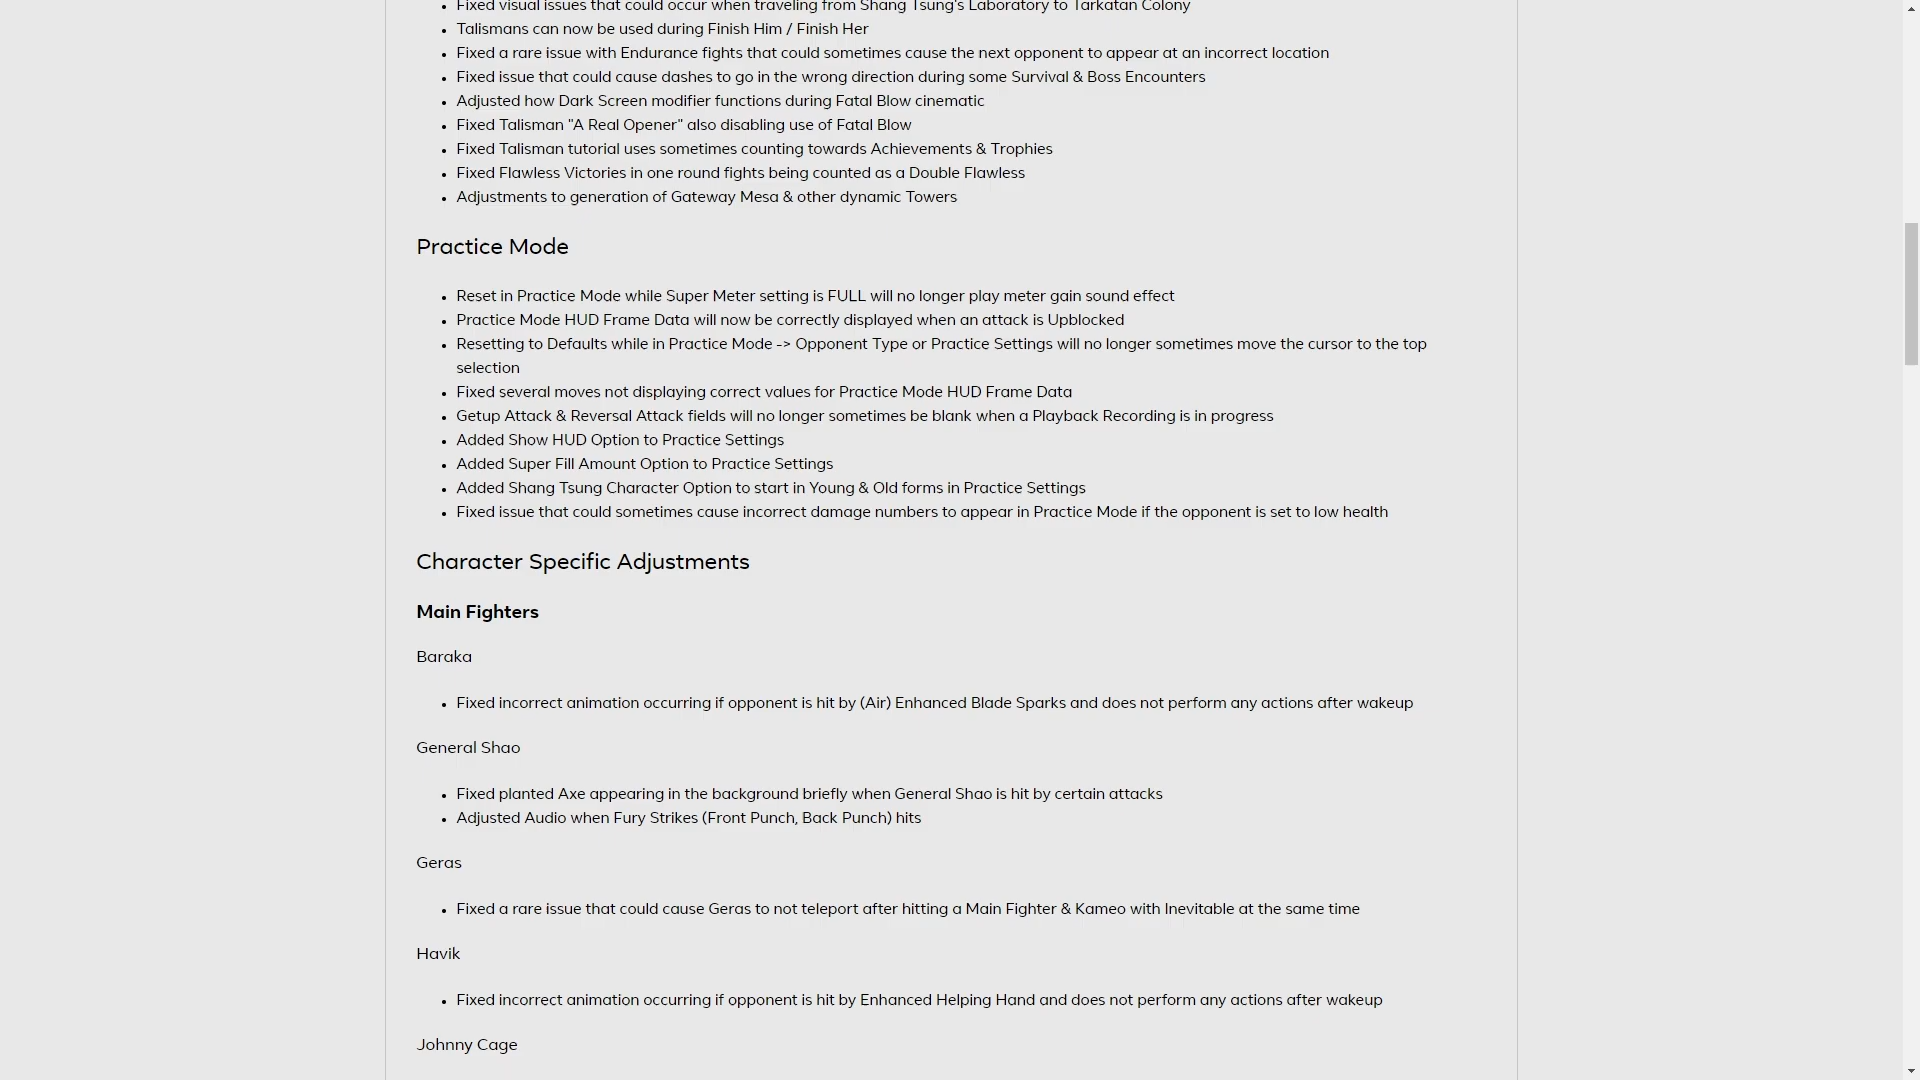 Fixed visual issues that could occur when traveling from Shang Tsung's Laboratory to Tarkatan Colony
Talismans can now be used during Finish Him / Finish Her
Fixed a rare issue with Endurance fights that could sometimes cause the next opponent to appear at an incorrect location
Fixed issue that could cause dashes to go in the wrong direction during some Survival & Boss Encounters
Adjusted how Dark Screen modifier functions during Fatal Blow cinematic
Fixed Talisman "A Real Opener" also disabling use of Fatal Blow
Fixed Talisman tutorial uses sometimes counting towards Achievements & Trophies
Fixed Flawless Victories in one round fights being counted as a Double Flawless
Adjustments to generation of Gateway Mesa & other dynamic Towers
Practice Mode
Reset in Practice Mode while Super Meter setting is FULL will no longer play meter gain sound effect
Practice Mode HUD Frame Data will now be correctly displayed when an attack is Upblocked
Resetting to Defaults while in Practice Mode -> Opponent Type or Practice Settings will no longer sometimes move the cursor to the top
selection
Fixed several moves not displaying correct values for Practice Mode HUD Frame Data
Getup Attack & Reversal Attack fields will no longer sometimes be blank when a Playback Recording is in progress
Added Show HUD Option to Practice Settings
Added Super Fill Amount Option to Practice Settings
Added Shang Tsung Character Option to start in Young & Old forms in Practice Settings
Fixed issue that could sometimes cause incorrect damage numbers to appear in Practice Mode if the opponent is set to low health
Character Specific Adjustments
Main Fighters
Baraka
Fixed incorrect animation occurring if opponent is hit by (Air) Enhanced Blade Sparks and does not perform any actions after wakeup
General Shao
Fixed planted Axe appearing in the background briefly when General Shao is hit by certain attacks
Adjusted Audio when Fury Strikes (Front Punch, Back Punch) hits
Geras
Fixed a rare issue that could cause Geras to not teleport after hitting a Main Fighter & Kameo with Inevitable at the same time
Havik
Fixed incorrect animation occurring if opponent is hit by Enhanced Helping Hand and does not perform any actions after wakeup
Johnny Cage